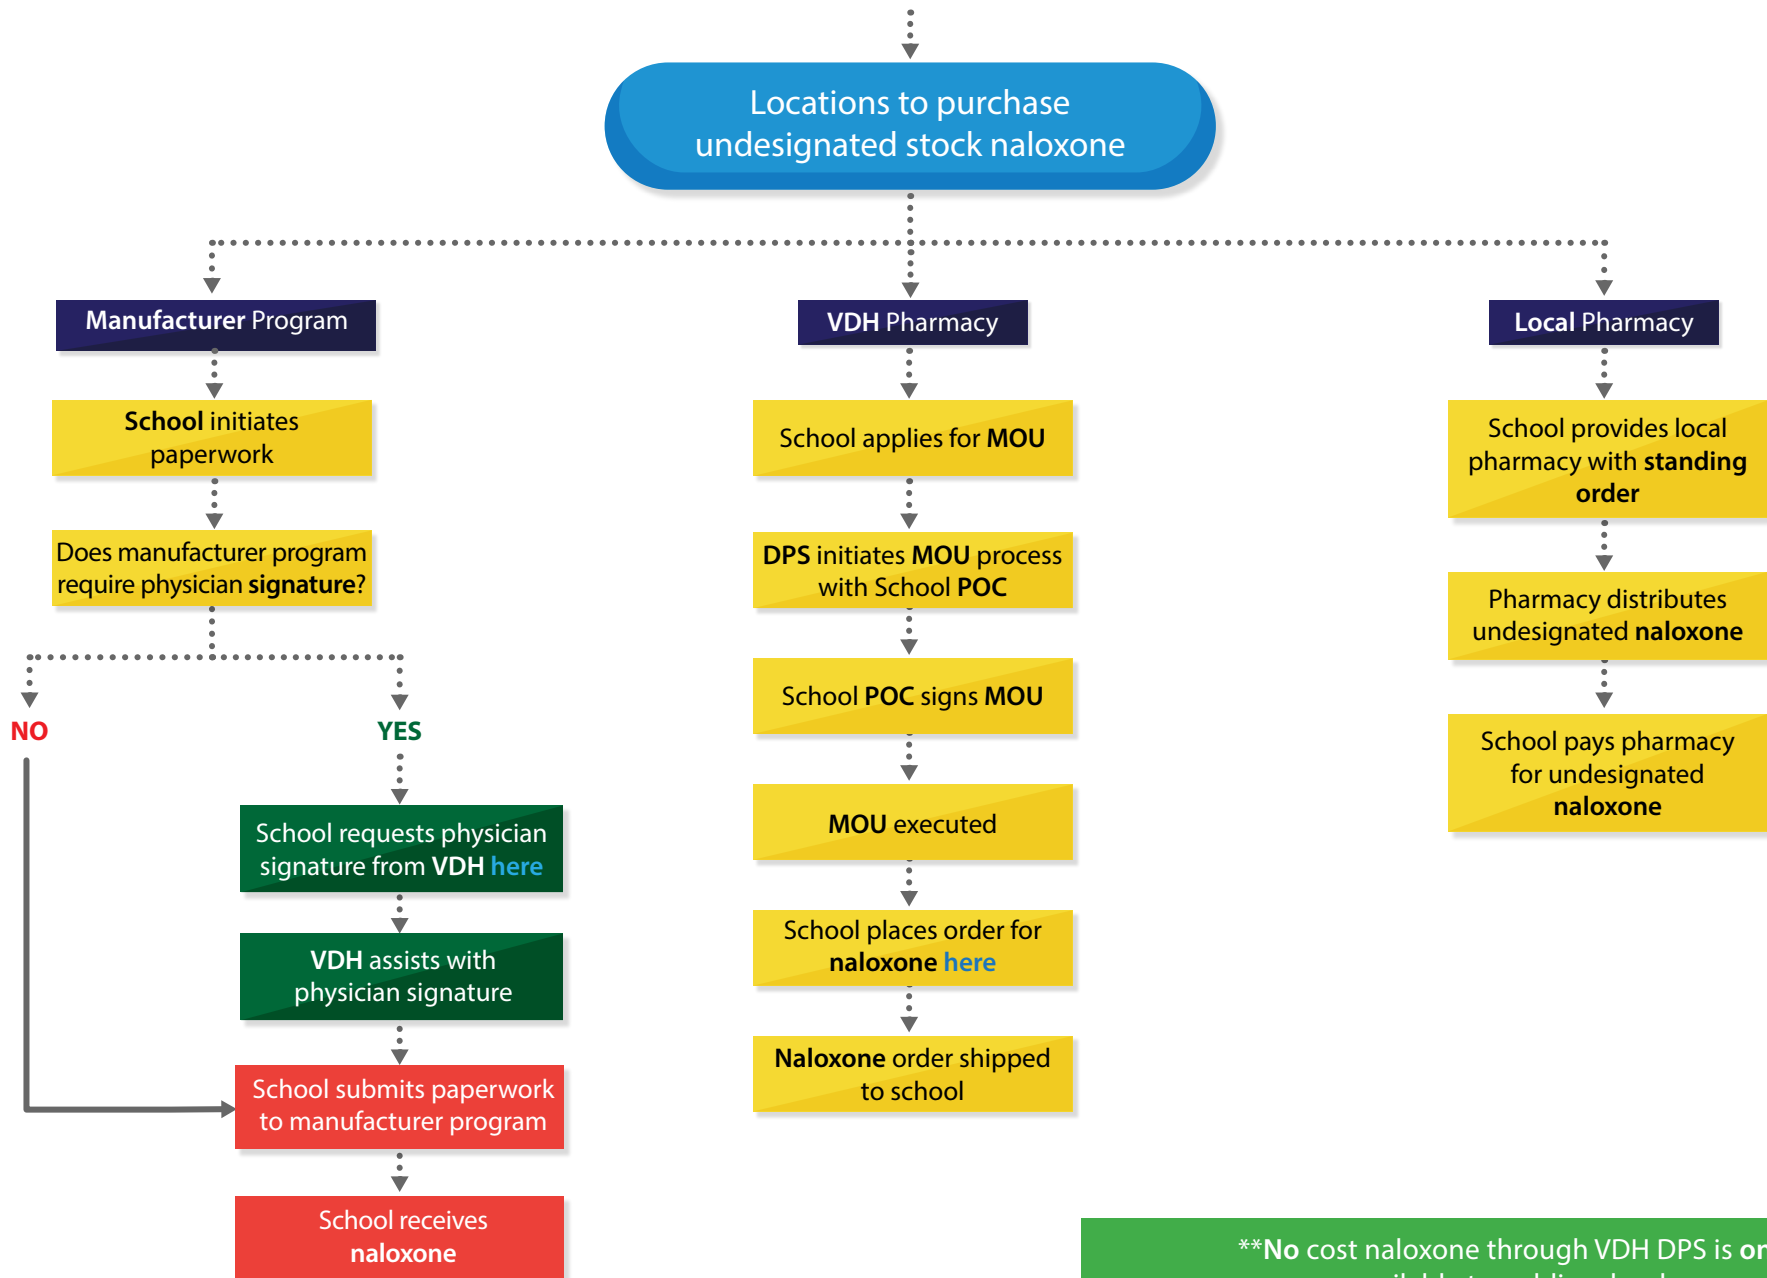 Locations to purchase
undesignated stock naloxone
Manufacturer Program
School initiates
paperwork
Does manufacturer program
require physician signature?
NO
YES
School requests physician
signature from VDH here
VDH assists with
physician signature
School submits paperwork
to manufacturer program
School receives
naloxone
VDH Pharmacy
School applies for MOU
DPS initiates MOU process
with School POC
School POC signs MOU
MOU executed
School places order for
naloxone here
Naloxone order shipped
to school
Local Pharmacy
School provides local
pharmacy with standing
order
Pharmacy distributes
undesignated naloxone
School pays pharmacy
for undesignated
naloxone
**No cost naloxone through VDH DPS is